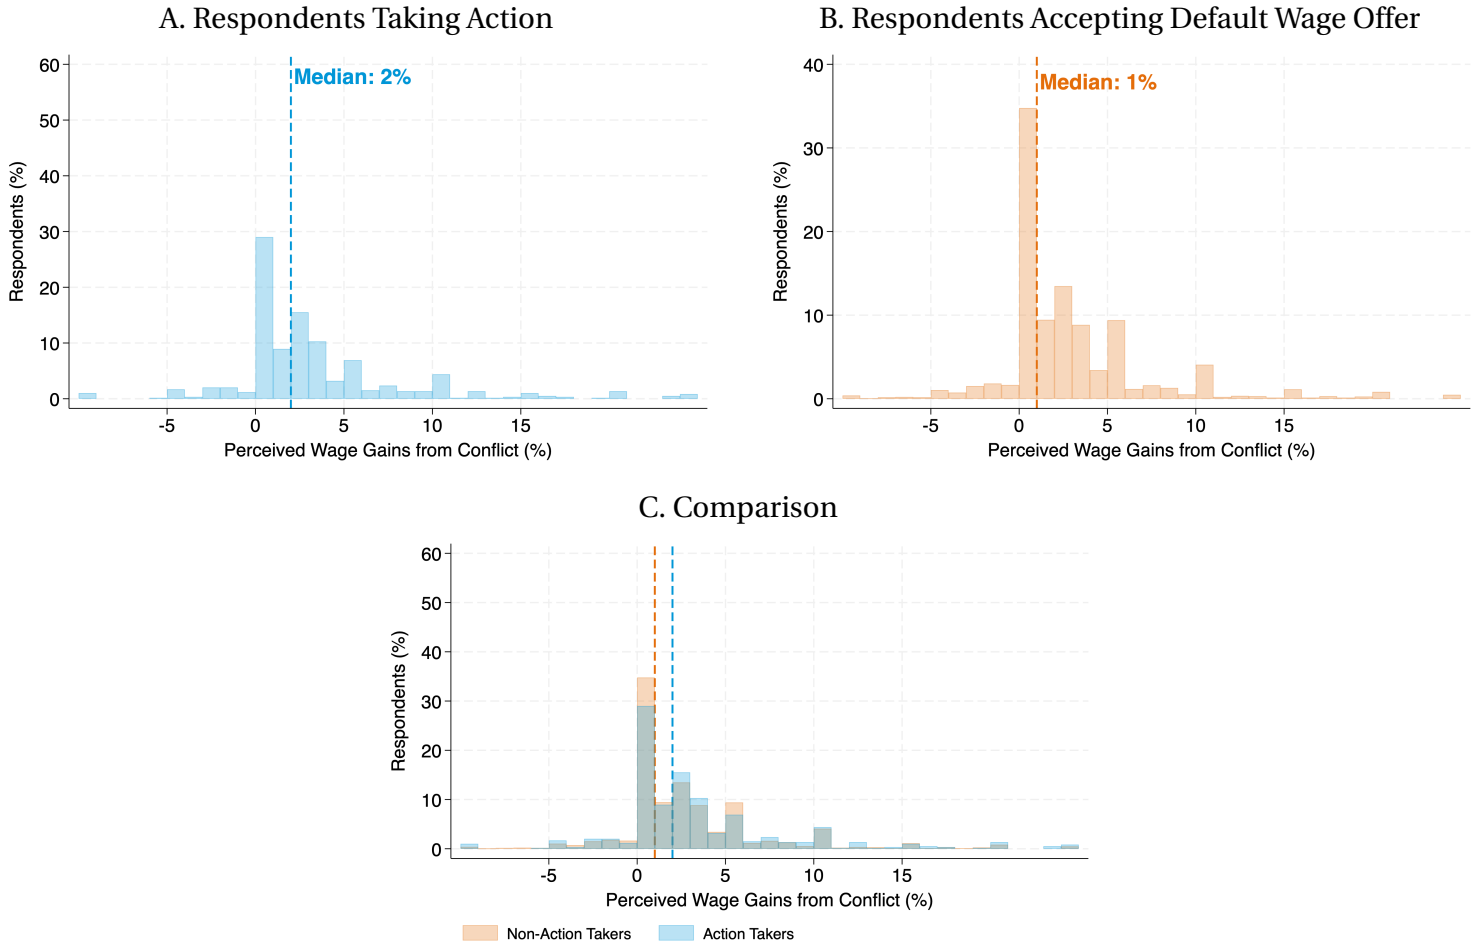 A. Respondents Taking Action
60
50
40
30
20
10
0
Respondents (%)
Median: 2%
-5 0 5 10 15
Perceived Wage Gains from Conflict (%)
B. Respondents Accepting Default Wage Offer
40
30
20
10
0
Respondents (%)
Median: 1%
-5 0 5 10 15
Perceived Wage Gains from Conflict (%)
C. Comparison
60
50
40
30
20
10
0
Respondents (%)
-5 0 5 10 15
Perceived Wage Gains from Conflict (%)
Non-Action Takers Action Takers